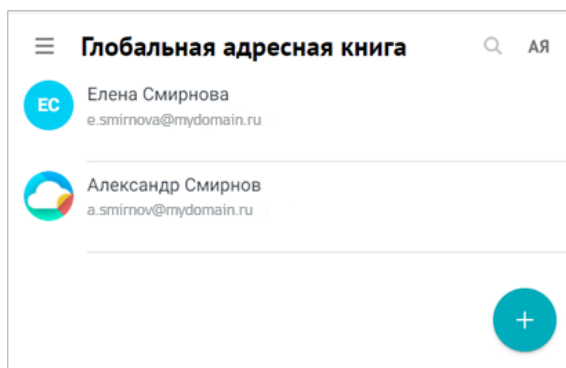 Глобальная адресная книга АЯ
ЕС
Елена Смирнова
e.smirnova@mydomain.ru
Александр Смирнов
a.smirnov@mydomain.ru